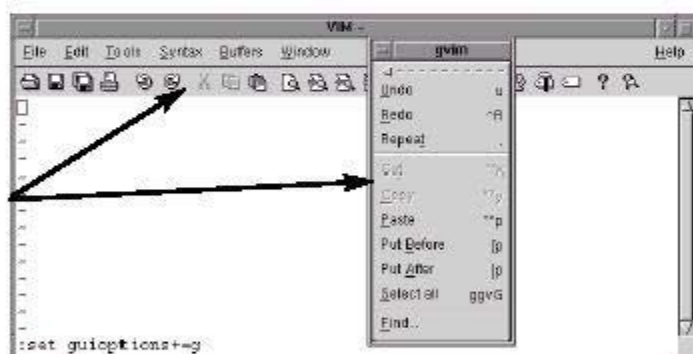 VIM -
File Edit Tools Syntax Buffers Window Help
gvim
Undo u
Redo ^R
Repeat .
Cut "*x
Copy "*y
Paste "*p
Put Before [p
Put After ]p
Select all ggvG
Find..
:set guioptions+=g